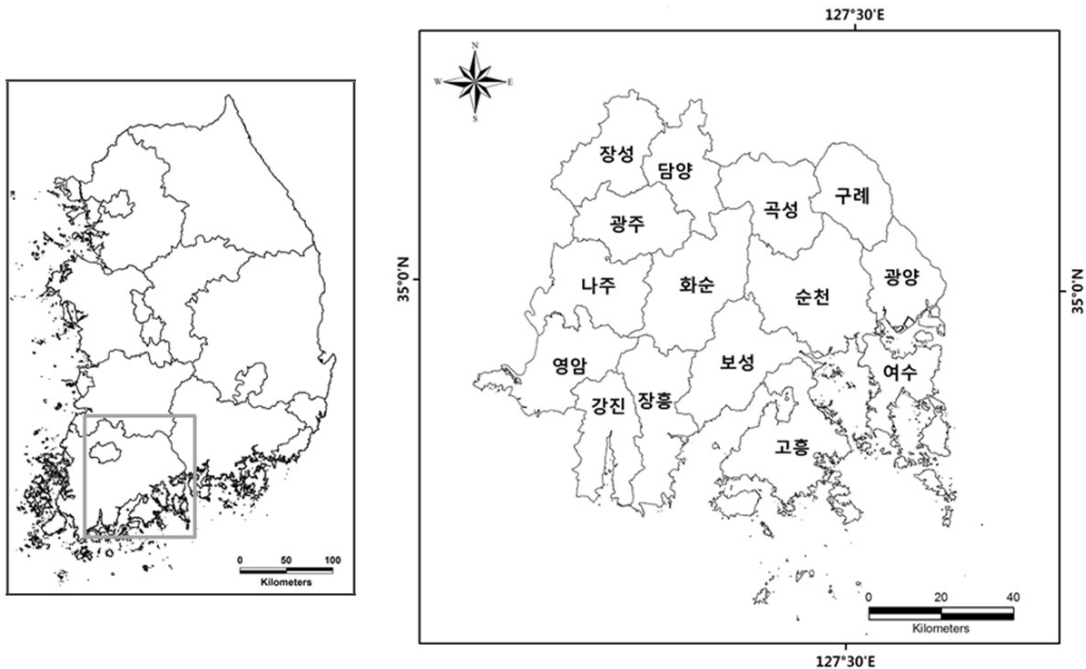 127°30'E
N
W E
S
장성
담양
구례
곡성
광주
35°0'N
나주
화순
순천
광양
35°0'N
영암
보성
여수
강진
장흥
고흥
0 50 100
Kilometers
0 20 40
Kilometers
127°30'E